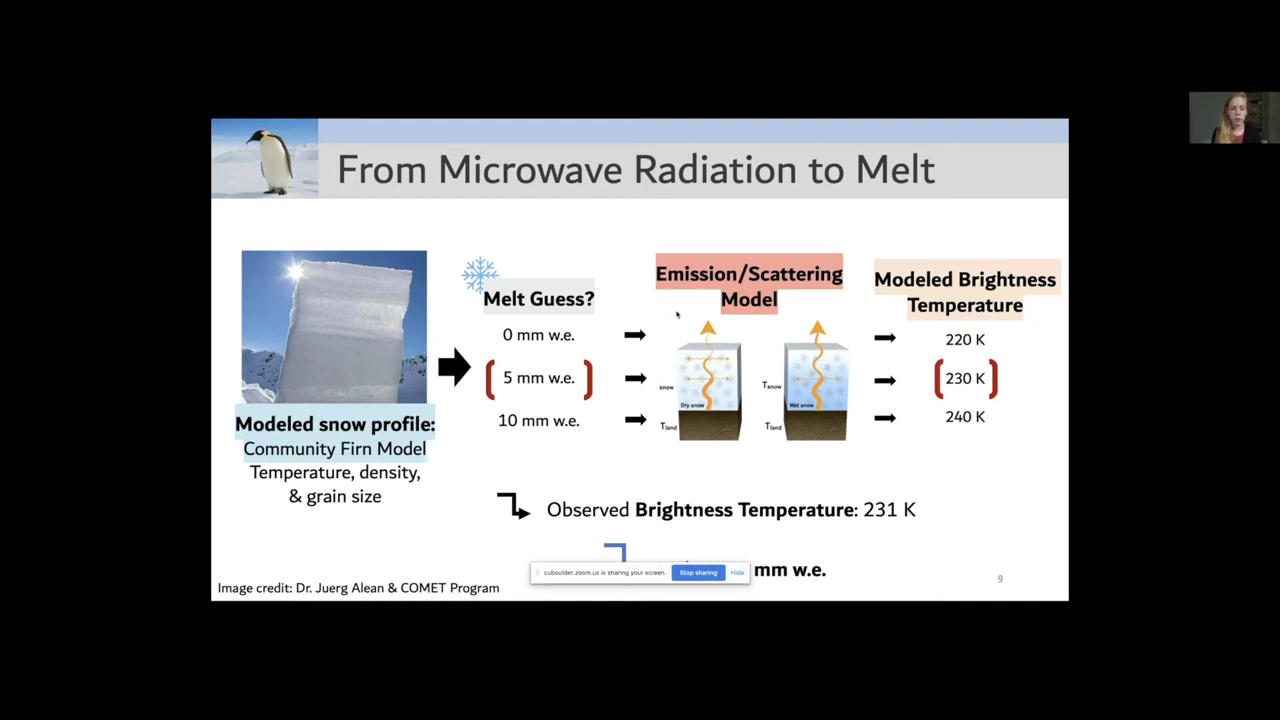 From Microwave Radiation to Melt
Melt Guess?
0 mm w.e.
5 mm w.e.
10 mm w.e.
Emission/Scattering
Model
snow
Dry snow
Tland
Tsnow
Wet snow
Tland
Modeled Brightness
Temperature
220 K
230 K
240 K
Modeled snow profile:
Community Firn Model
Temperature, density,
& grain size
Observed Brightness Temperature: 231 K
mm w.e.
cuboulder.zoom.us is sharing your screen.
Stop sharing
Hide
Image credit: Dr. Juerg Alean & COMET Program
9